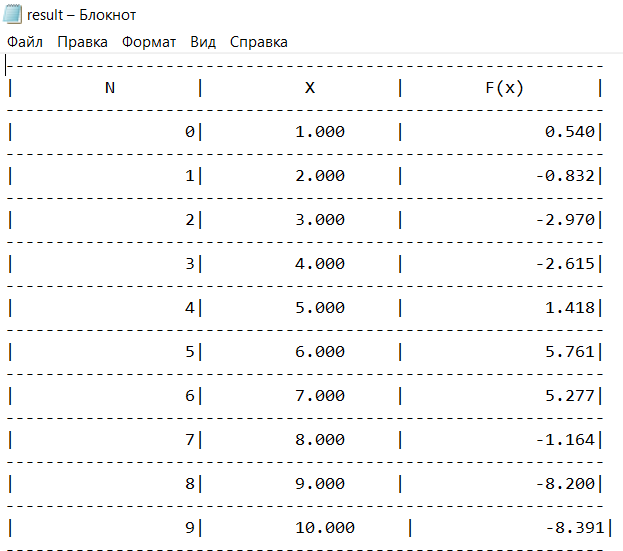 result – Блокнот
Файл Правка Формат Вид Справка
------------------------------------------------------------
|         N        |          X        |        F(x)       |
------------------------------------------------------------
|                 0|         1.000     |              0.540|
------------------------------------------------------------
|                 1|         2.000     |             -0.832|
------------------------------------------------------------
|                 2|         3.000     |             -2.970|
------------------------------------------------------------
|                 3|         4.000     |             -2.615|
------------------------------------------------------------
|                 4|         5.000     |              1.418|
------------------------------------------------------------
|                 5|         6.000     |              5.761|
------------------------------------------------------------
|                 6|         7.000     |              5.277|
------------------------------------------------------------
|                 7|         8.000     |             -1.164|
------------------------------------------------------------
|                 8|         9.000     |             -8.200|
------------------------------------------------------------
|                 9|         10.000     |             -8.391|
------------------------------------------------------------